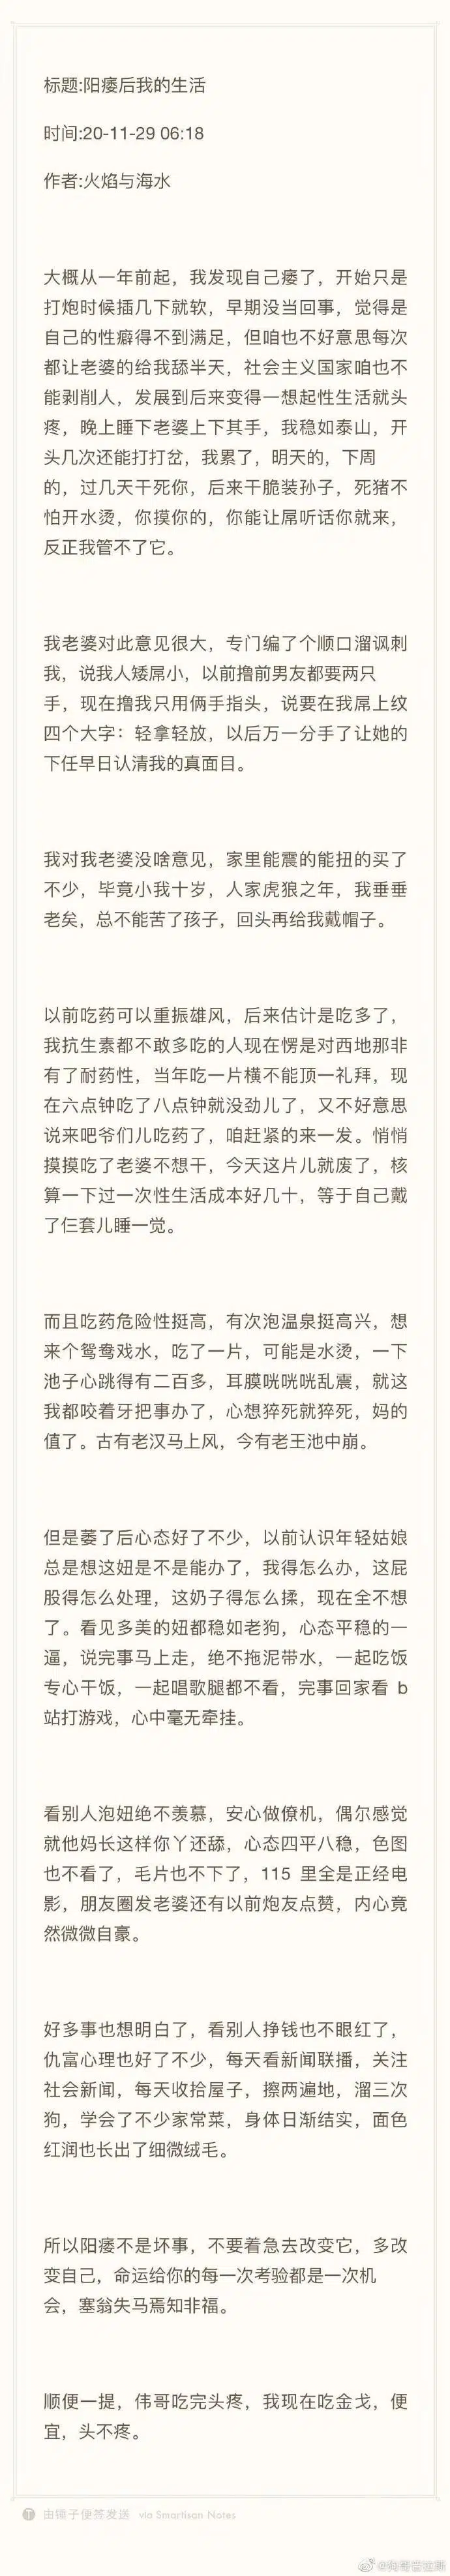 标题:阳痿后我的生活
时间:20-11-29 06:18
作者:火焰与海水
大概从一年前起，我发现自己痿了，开始只是
打炮时候插几下就软，早期没当回事，觉得是
自己的性癖得不到满足，但咱也不好意思每次
都让老婆的给我舔半天，社会主义国家咱也不
能剥削人，发展到后来变得一想起性生活就头
疼，晚上睡下老婆上下其手，我稳如泰山，开
头几次还能打打岔，我累了，明天的，下周
的，过几天干死你，后来干脆装孙子，死猪不
怕开水烫，你摸你的，你能让屌听话你就来，
反正我管不了它。
我老婆对此意见很大，专门编了个顺口溜讽刺
我，说我人矮屌小，以前撸前男友都要两只
手，现在撸我只用俩手指头，说要在我屌上纹
四个大字：轻拿轻放，以后万一分手了让她的
下任早日认清我的真面目。
我对我老婆没啥意见，家里能震的能扭的买了
不少，毕竟小我十岁，人家虎狼之年，我垂垂
老矣，总不能苦了孩子，回头再给我戴帽子。
以前吃药可以重振雄风，后来估计是吃多了，
我抗生素都不敢多吃的人现在愣是对西地那非
有了耐药性，当年吃一片横不能顶一礼拜，现
在六点钟吃了八点钟就没劲儿了，又不好意思
说来吧爷们儿吃药了，咱赶紧的来一发。悄悄
摸摸吃了老婆不想干，今天这片儿就废了，核
算一下过一次性生活成本好几十，等于自己戴
了仨套儿睡一觉。
而且吃药危险性挺高，有次泡温泉挺高兴，想
来个鸳鸯戏水，吃了一片，可能是水烫，一下
池子心跳得有二百多，耳膜咣咣咣乱震，就这
我都咬着牙把事办了，心想猝死就猝死，妈的
值了。古有老汉马上风，今有老王池中崩。
但是萎了后心态好了不少，以前认识年轻姑娘
总是想这妞是不是能办了，我得怎么办，这屁
股得怎么处理，这奶子得怎么揉，现在全不想
了。看见多美的妞都稳如老狗，心态平稳的一
逼，说完事马上走，绝不拖泥带水，一起吃饭
专心干饭，一起唱歌腿都不看，完事回家看 b
站打游戏，心中毫无牵挂。
看别人泡妞绝不羡慕，安心做僚机，偶尔感觉
就他妈长这样你丫还舔，心态四平八稳，色图
也不看了，毛片也不下了，115 里全是正经电
影，朋友圈发老婆还有以前炮友点赞，内心竟
然微微自豪。
好多事也想明白了，看别人挣钱也不眼红了，
仇富心理也好了不少，每天看新闻联播，关注
社会新闻，每天收拾屋子，擦两遍地，溜三次
狗，学会了不少家常菜，身体日渐结实，面色
红润也长出了细微绒毛。
所以阳痿不是坏事，不要着急去改变它，多改
变自己，命运给你的每一次考验都是一次机
会，塞翁失马焉知非福。
顺便一提，伟哥吃完头疼，我现在吃金戈，便
宜，头不疼。
由锤子便签发送 via Smartisan Notes